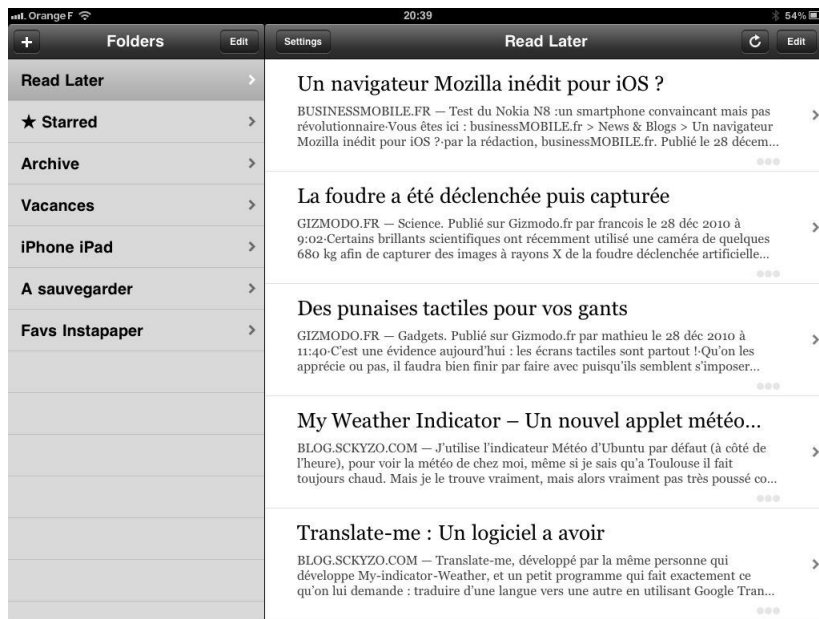 Orange F 20:39 54%
+ Folders Edit
Read Later
★ Starred
Archive
Vacances
iPhone iPad
A sauvegarder
Favs Instapaper
Settings Read Later Edit
Un navigateur Mozilla inédit pour iOS ?
BUSINESSMOBILE.FR — Test du Nokia N8 :un smartphone convaincant mais pas
révolutionnaire·Vous êtes ici : businessMOBILE.fr > News & Blogs > Un navigateur
Mozilla inédit pour iOS ?·par la rédaction, businessMOBILE.fr. Publié le 28 décem...
La foudre a été déclenchée puis capturée
GIZMODO.FR — Science. Publié sur Gizmodo.fr par francois le 28 déc 2010 à
9:02·Certains brillants scientifiques ont récemment utilisé une caméra de quelques
680 kg afin de capturer des images à rayons X de la foudre déclenchée artificielle...
Des punaises tactiles pour vos gants
GIZMODO.FR — Gadgets. Publié sur Gizmodo.fr par mathieu le 28 déc 2010 à
11:40·C'est une évidence aujourd'hui : les écrans tactiles sont partout !·Qu'on les
apprécie ou pas, il faudra bien finir par faire avec puisqu'ils semblent s'imposer...
My Weather Indicator – Un nouvel applet météo...
BLOG.SCKYZO.COM — J'utilise l'indicateur Météo d'Ubuntu par défaut (à côté de
l'heure), pour voir la météo de chez moi, même si je sais qu'a Toulouse il fait
toujours chaud. Mais je le trouve vraiment, mais alors vraiment pas très poussé co...
Translate-me : Un logiciel a avoir
BLOG.SCKYZO.COM — Translate-me, développé par la même personne qui
développe My-indicator-Weather, et un petit programme qui fait exactement ce
qu'on lui demande : traduire d'une langue vers une autre en utilisant Google Tran...